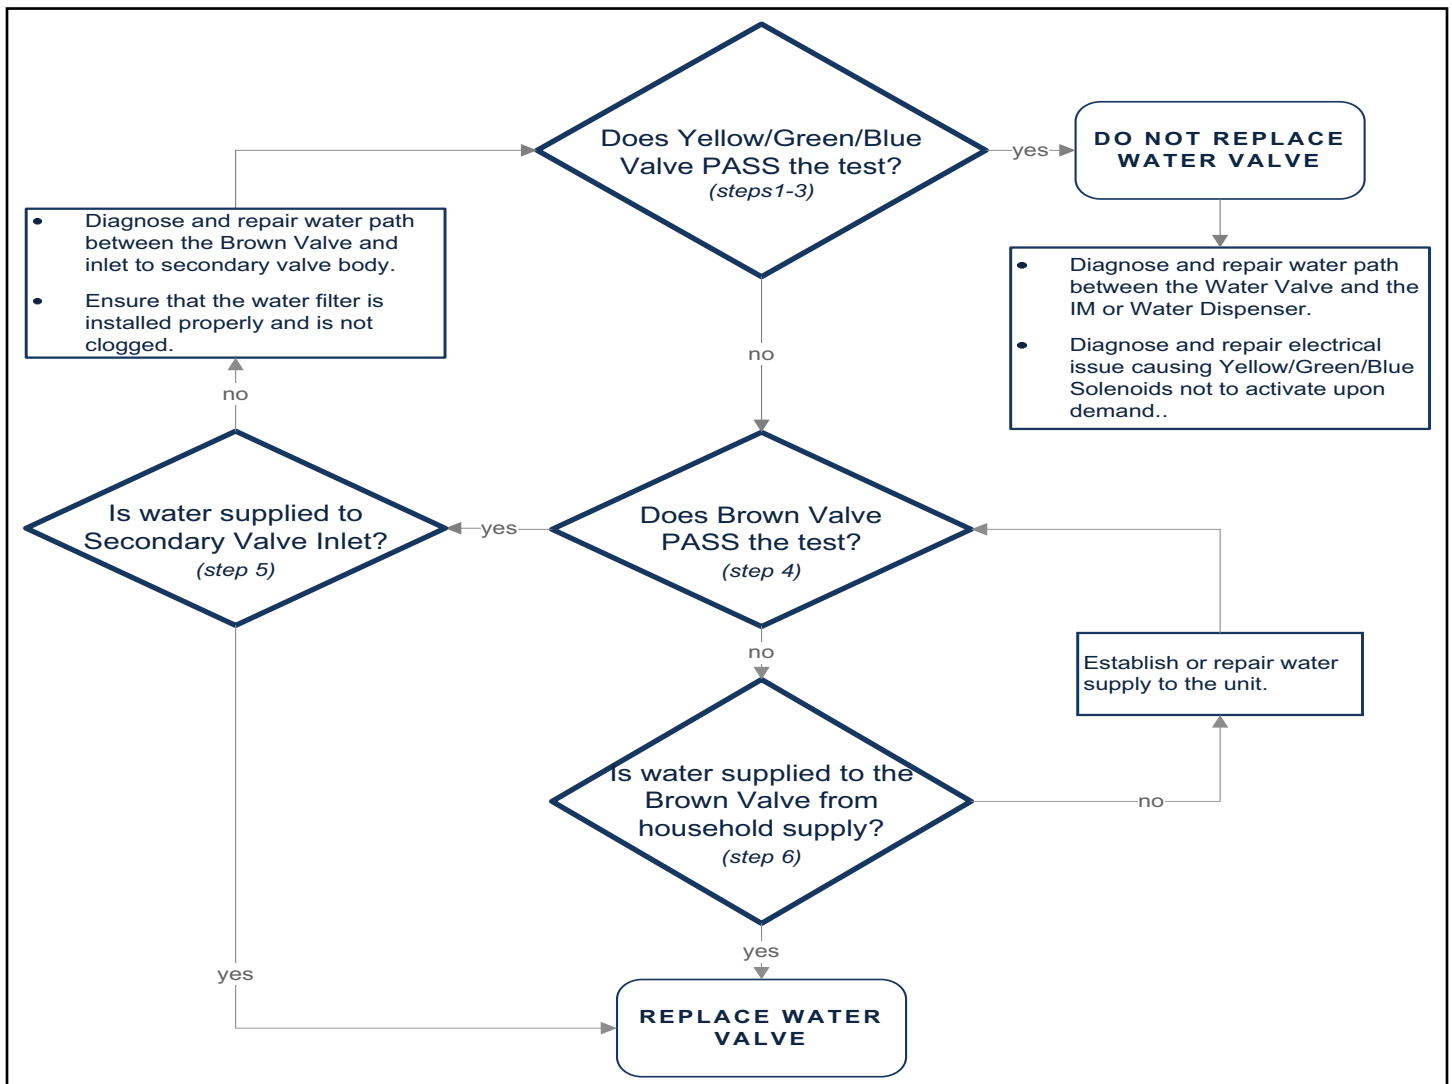 Does Yellow/Green/Blue
Valve PASS the test?
(steps1-3)
yes
DO NOT REPLACE
WATER VALVE
• Diagnose and repair water path
between the Water Valve and the
IM or Water Dispenser.
• Diagnose and repair electrical
issue causing Yellow/Green/Blue
Solenoids not to activate upon
demand..
• Diagnose and repair water path
between the Brown Valve and
inlet to secondary valve body.
• Ensure that the water filter is
installed properly and is not
clogged.
no
no
Is water supplied to
Secondary Valve Inlet?
(step 5)
yes
Does Brown Valve
PASS the test?
(step 4)
no
Establish or repair water
supply to the unit.
Is water supplied to the
Brown Valve from
household supply?
(step 6)
no
yes
yes
REPLACE WATER
VALVE